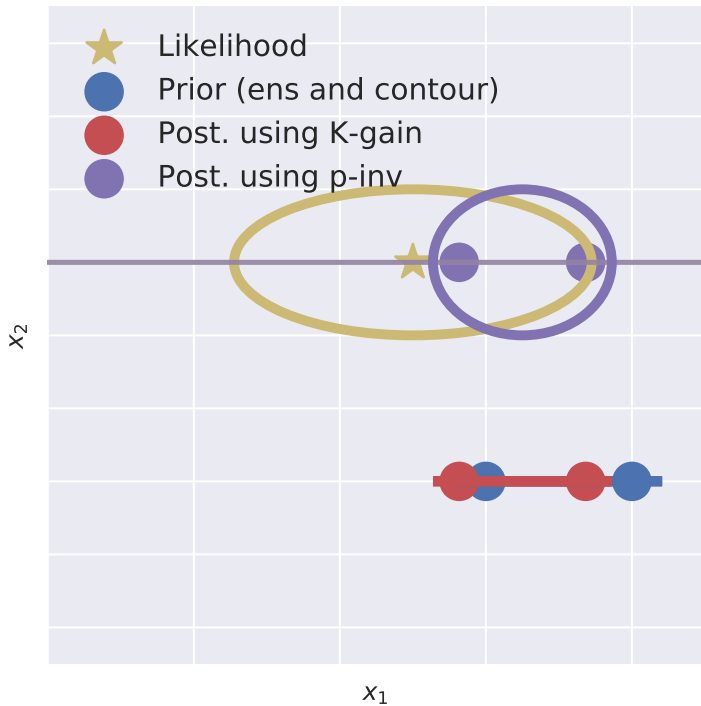 Likelihood
Prior (ens and contour)
Post. using K-gain
Post. using p-inv
x₂
x₁